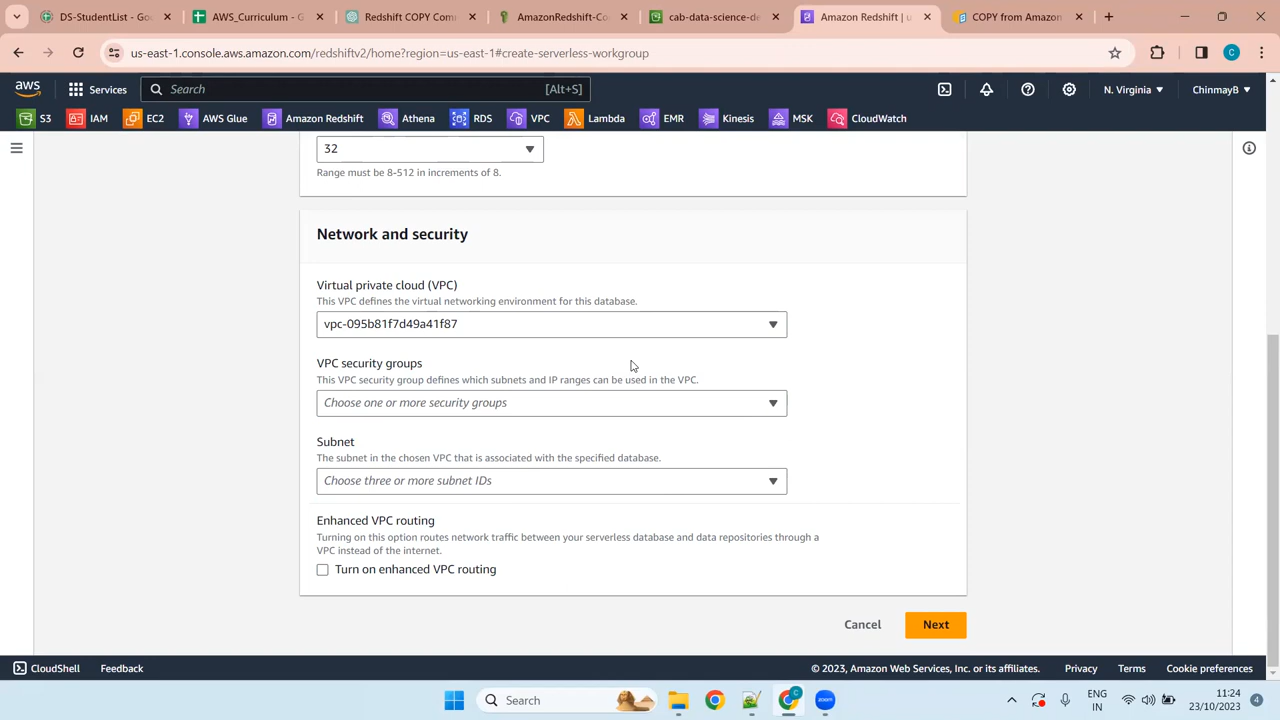 DS-StudentList - Go
AWS_Curriculum - G
Redshift COPY Com
AmazonRedshift-Co
cab-data-science-de
Amazon Redshift | u
COPY from Amazon
us-east-1.console.aws.amazon.com/redshiftv2/home?region=us-east-1#create-serverless-workgroup
aws
Services
Search
[Alt+S]
N. Virginia
ChinmayB
S3
IAM
EC2
AWS Glue
Amazon Redshift
Athena
RDS
VPC
Lambda
EMR
Kinesis
MSK
CloudWatch
32
Range must be 8-512 in increments of 8.
Network and security
Virtual private cloud (VPC)
This VPC defines the virtual networking environment for this database.
vpc-095b81f7d49a41f87
VPC security groups
This VPC security group defines which subnets and IP ranges can be used in the VPC.
Choose one or more security groups
Subnet
The subnet in the chosen VPC that is associated with the specified database.
Choose three or more subnet IDs
Enhanced VPC routing
Turning on this option routes network traffic between your serverless database and data repositories through a
VPC instead of the internet.
Turn on enhanced VPC routing
Cancel
Next
CloudShell
Feedback
© 2023, Amazon Web Services, Inc. or its affiliates.
Privacy
Terms
Cookie preferences
Search
zoom
ENG
IN
11:24
23/10/2023
4